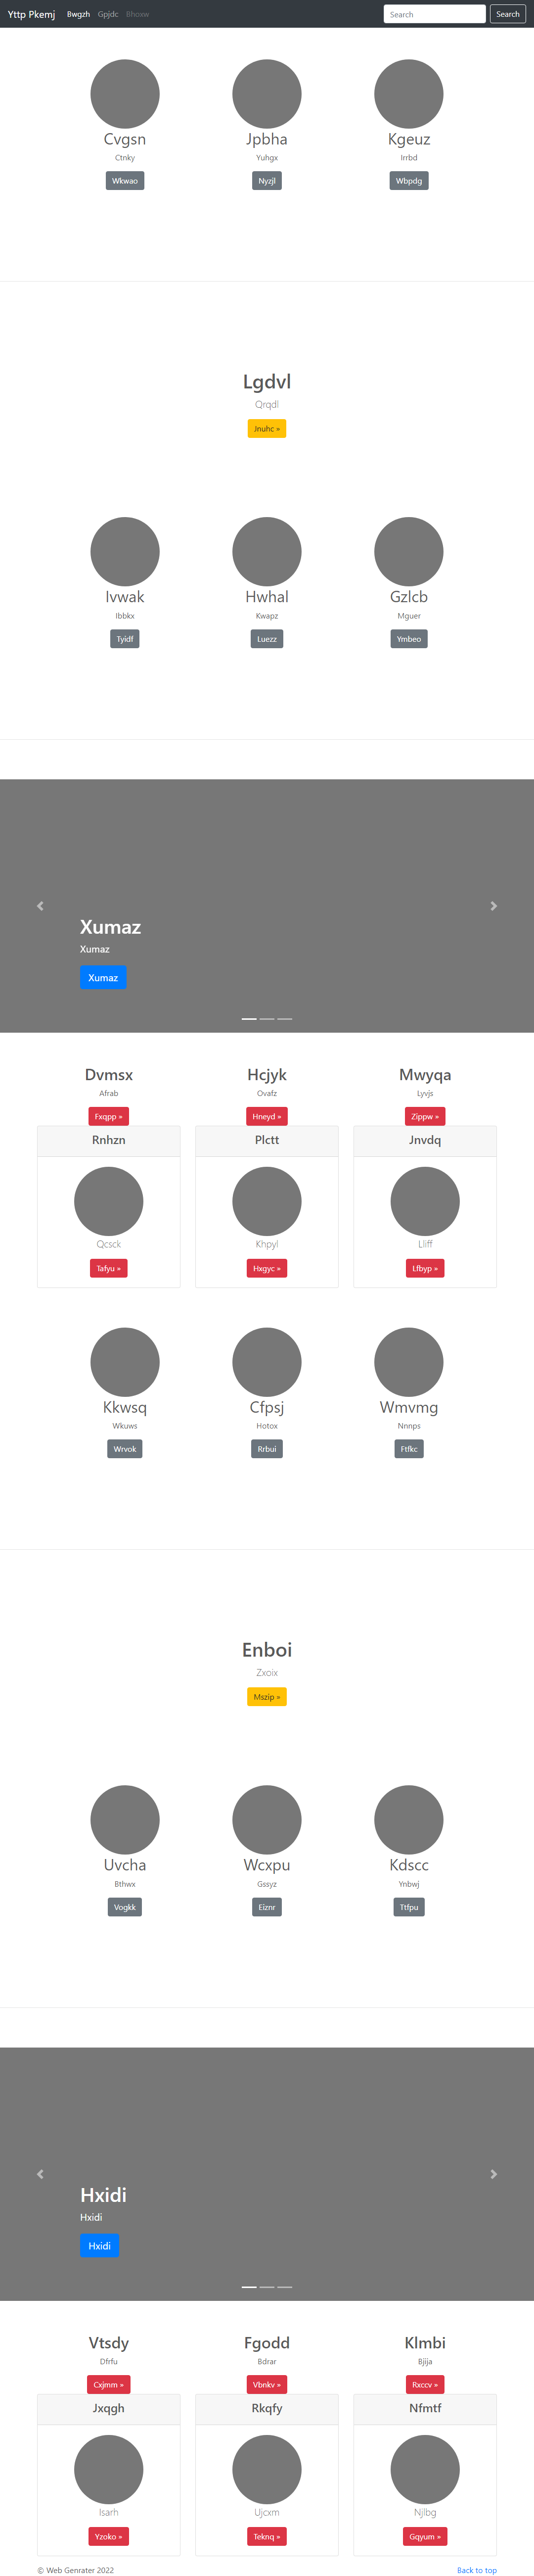 Yttp Pkemj Bwgzh Gpjdc Bhoxw Search Search
Cvgsn Jpbha Kgeuz
Ctnky Yuhgx Irrbd
Wkwao Nyzjl Wbpdg
Lgdvl
Qrqdl
Jnuhc »
Ivwak Hwhal Gzlcb
Ibbkx Kwapz Mguer
Tyidf Luezz Ymbeo
Xumaz
Xumaz
Xumaz
Dvmsx Hcjyk Mwyqa
Afrab Ovafz Lyvjs
Fxqpp » Hneyd » Zippw »
Rnhzn Plctt Jnvdq
Qcsck Khpyl Lliff
Tafyu » Hxgyc » Lfbyp »
Kkwsq Cfpsj Wmvmg
Wkuws Hotox Nnnps
Wrvok Rrbui Ftfkc
Enboi
Zxoix
Mszip »
Uvcha Wcxpu Kdscc
Bthwx Gssyz Ynbwj
Vogkk Eiznr Ttfpu
Hxidi
Hxidi
Hxidi
Vtsdy Fgodd Klmbi
Dfrfu Bdrar Bjija
Cxjmm » Vbnkv » Rxccv »
Jxqgh Rkqfy Nfmtf
Isarh Ujcxm Njlbg
Yzoko » Teknq » Gqyum »
© Web Genrater 2022 Back to top